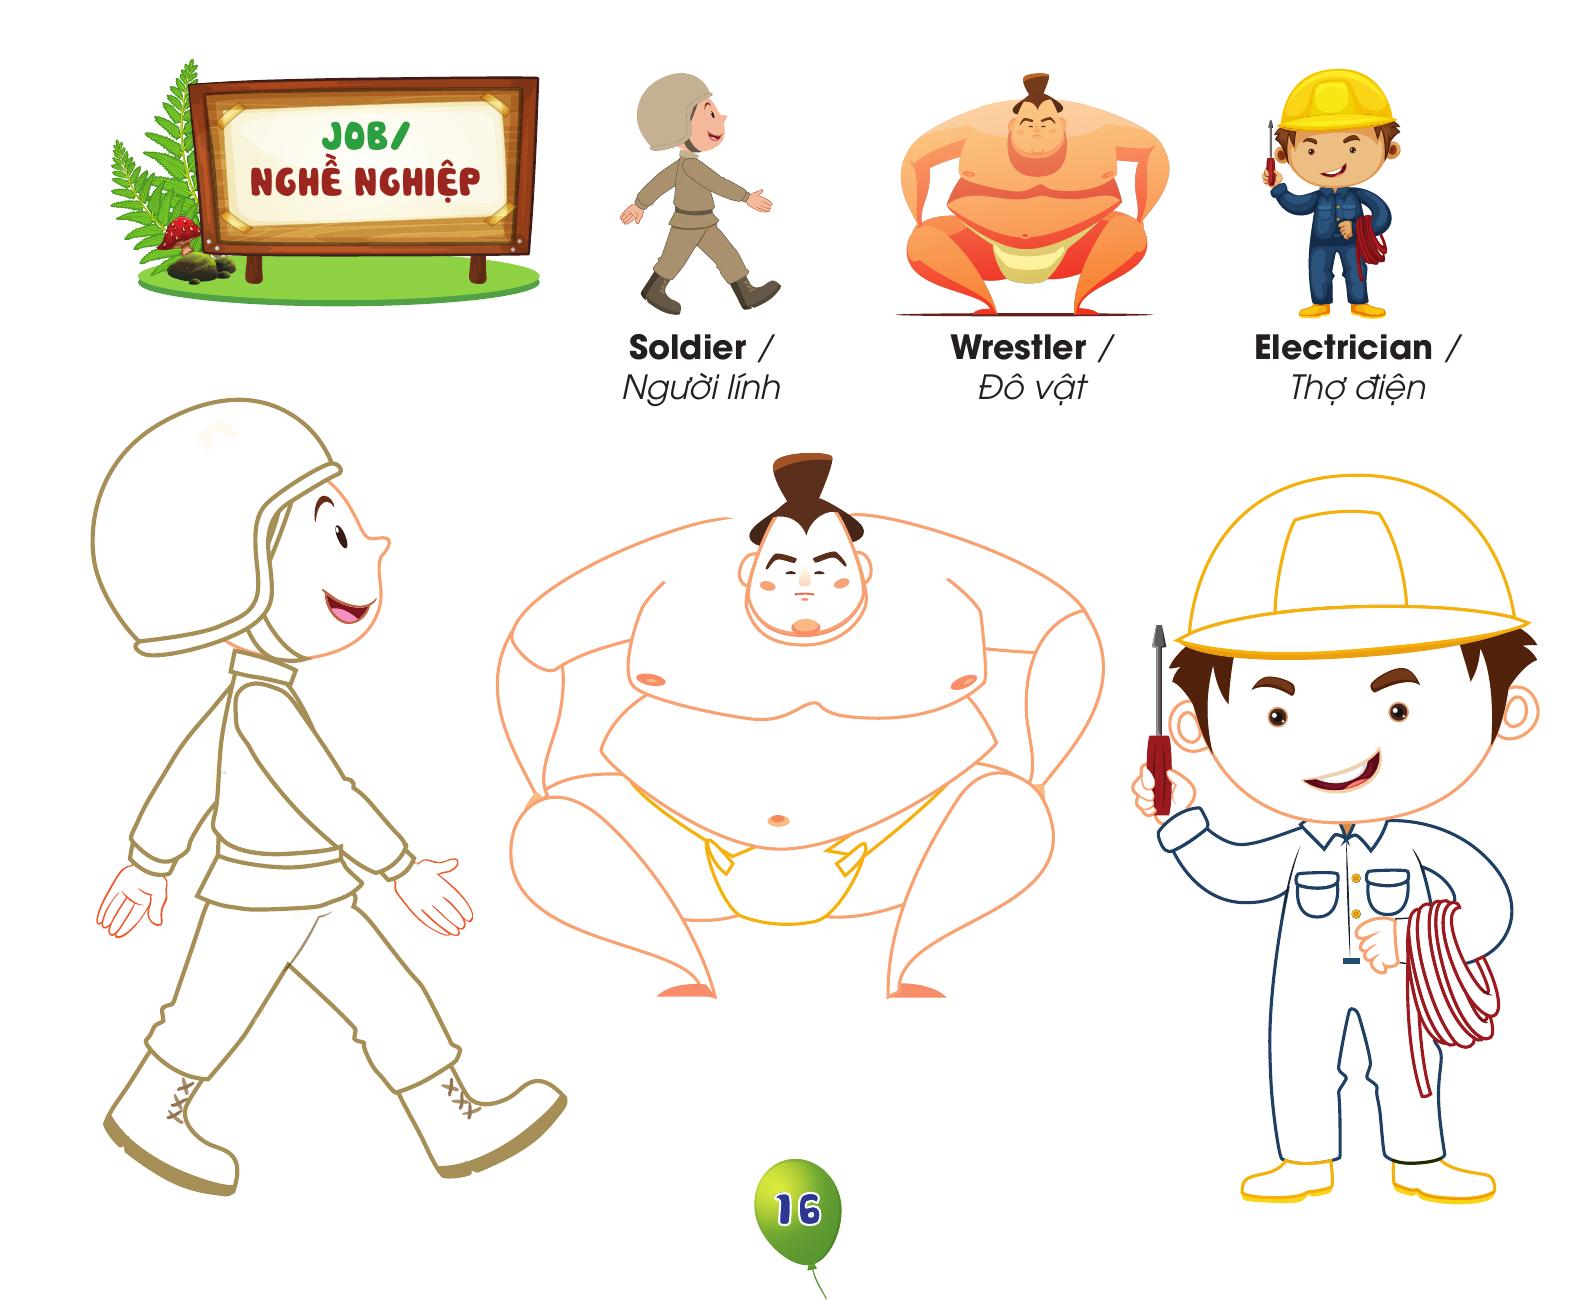 JOB/
NGHỀ NGHIỆP
Soldier /
Người lính
Wrestler /
Đô vật
Electrician /
Thợ điện
16